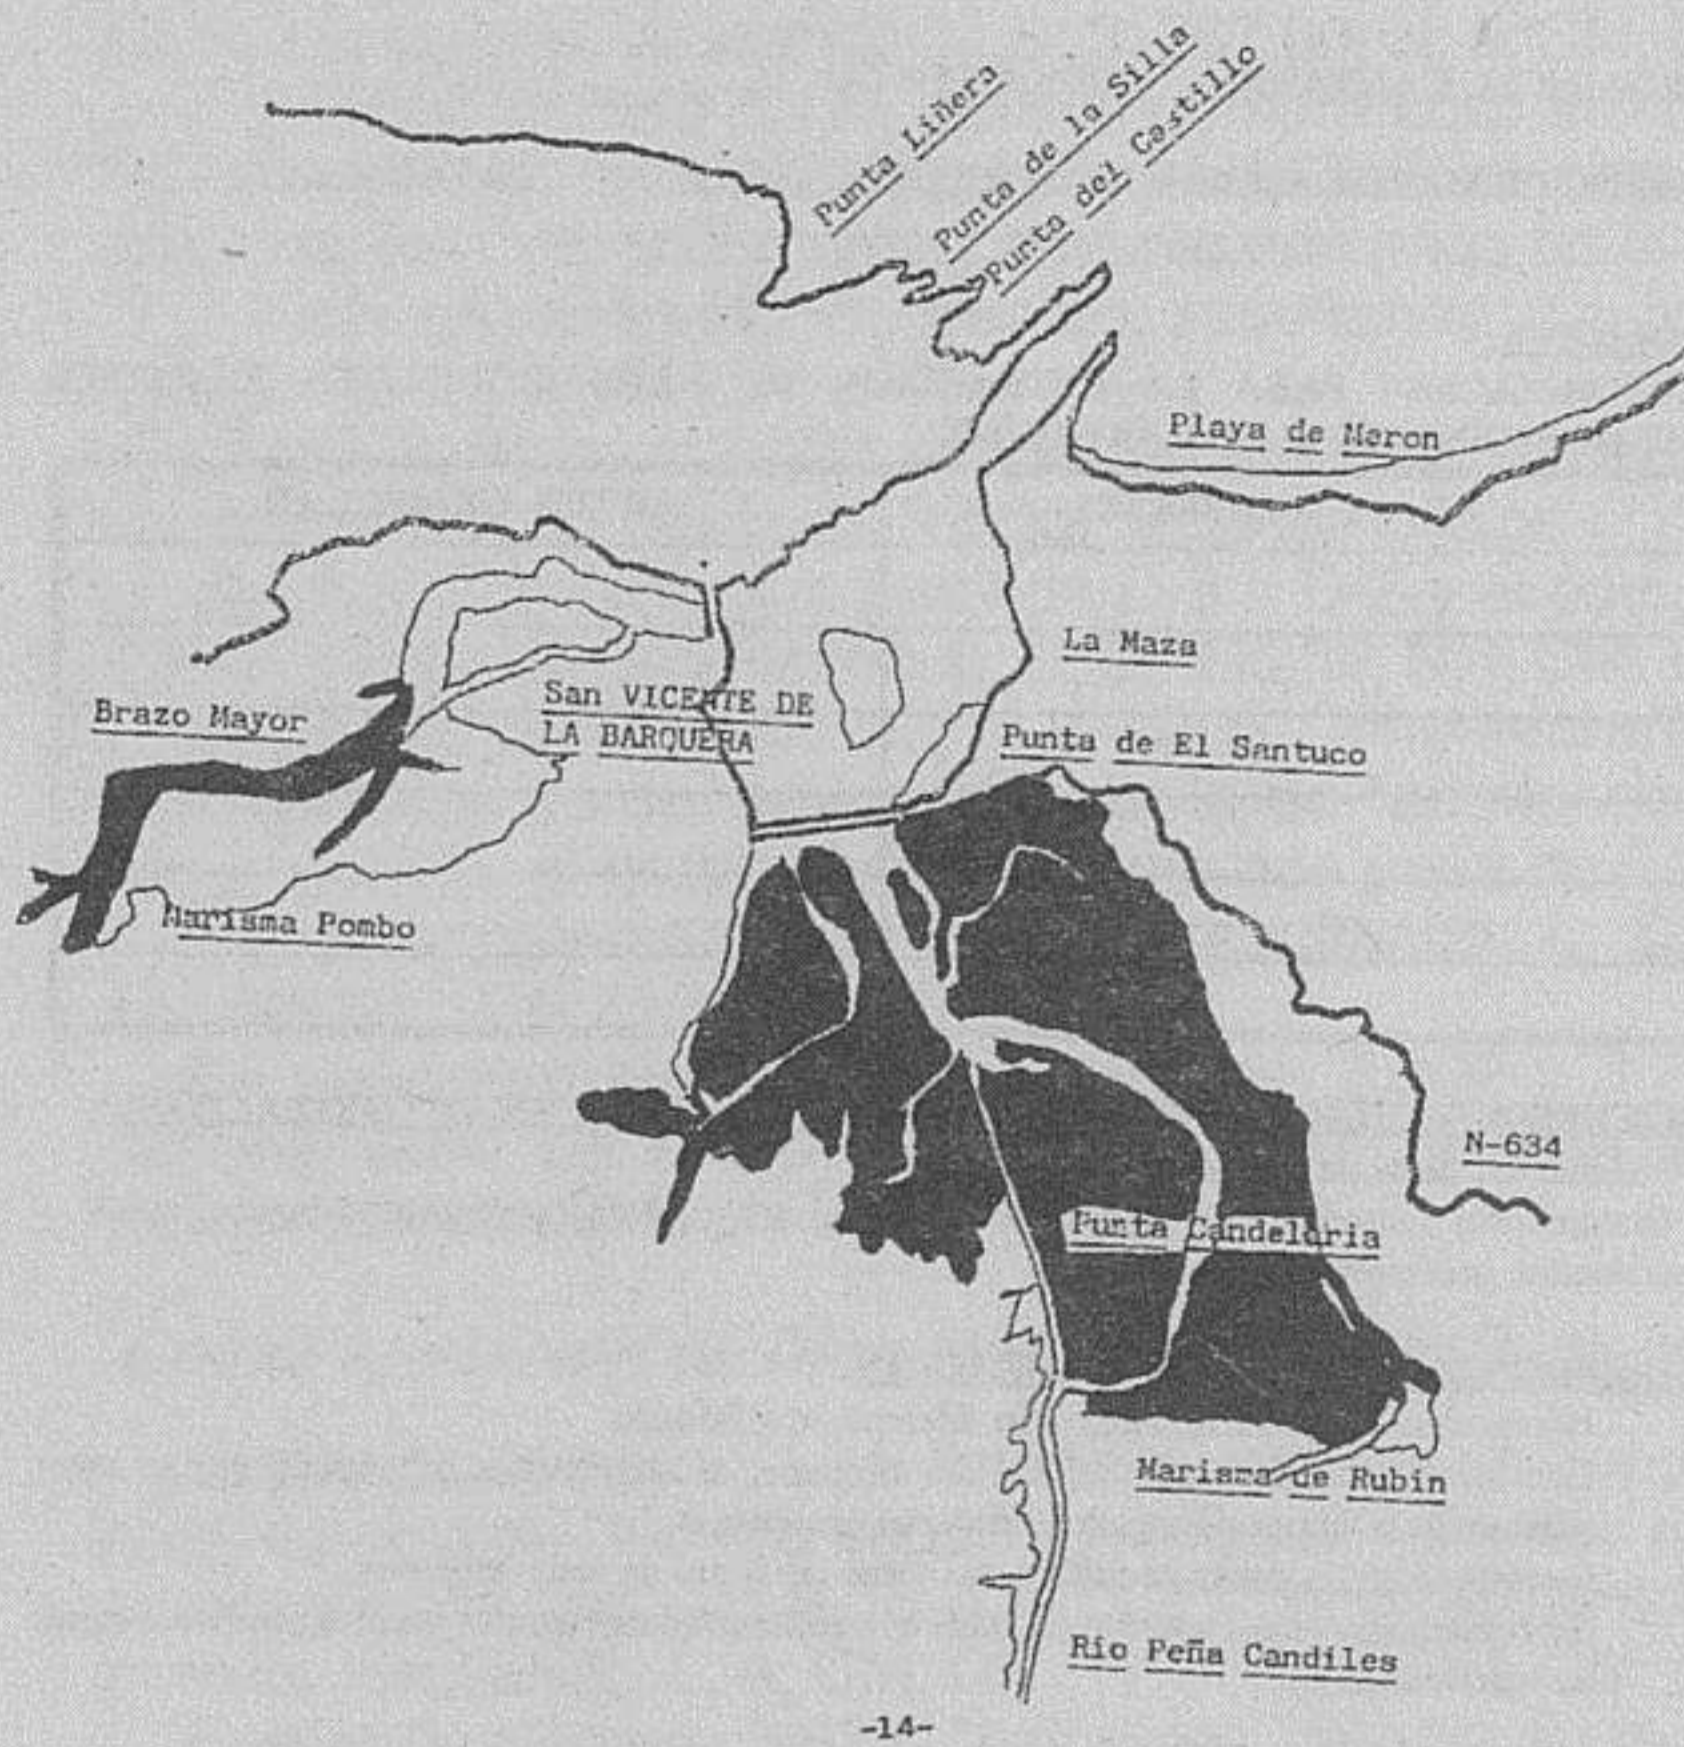 Punta Liñera
Punta de la Silla
Punta del Castillo
Playa de Meron
La Maza
Brazo Mayor
San VICENTE DE
LA BARQUERA
Punta de El Santuco
Marisma Pombo
N-634
Punta Candelaria
Marisma de Rubin
Río Peña Candiles
-14-